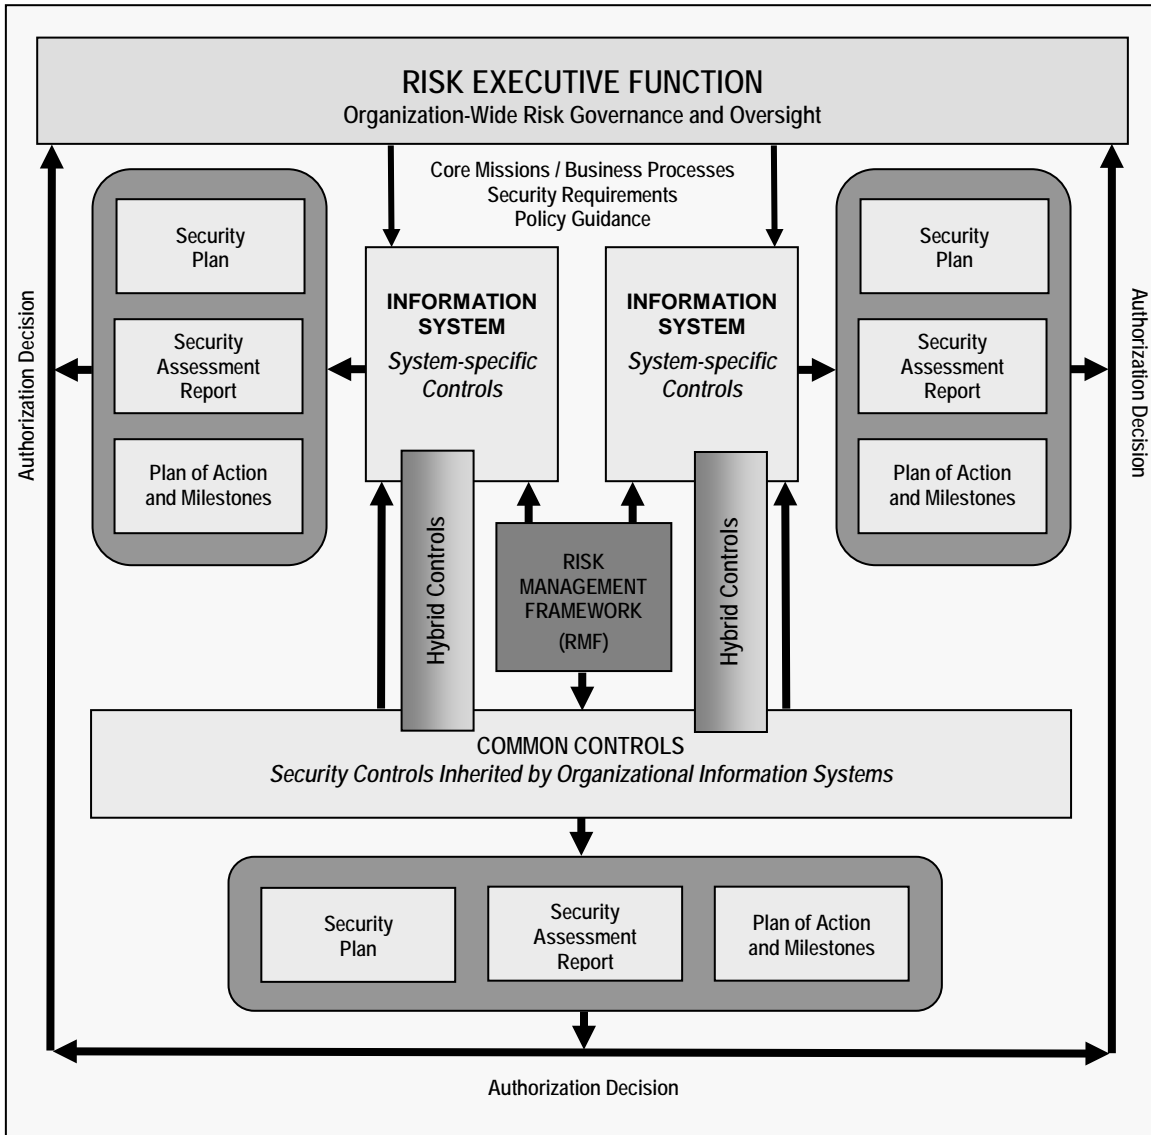 RISK EXECUTIVE FUNCTION
Organization-Wide Risk Governance and Oversight
Core Missions / Business Processes
Security Requirements
Policy Guidance
Authorization Decision
Security
Plan
Security
Assessment
Report
Plan of Action
and Milestones
INFORMATION
SYSTEM
System-specific
Controls
INFORMATION
SYSTEM
System-specific
Controls
Security
Plan
Security
Assessment
Report
Plan of Action
and Milestones
Authorization
Decision
Hybrid Controls
RISK
MANAGEMENT
FRAMEWORK
(RMF)
Hybrid Controls
COMMON CONTROLS
Security Controls Inherited by Organizational Information Systems
Security
Plan
Security
Assessment
Report
Plan of Action
and Milestones
Authorization Decision